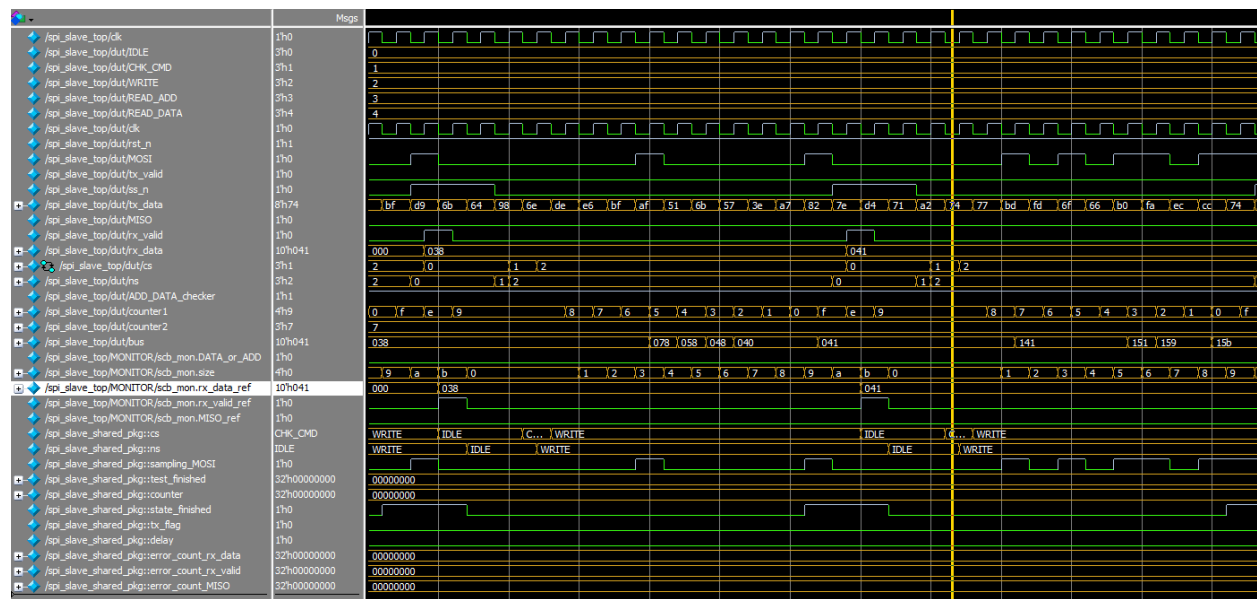 Msgs
/spi_slave_top/clk 1'h0
/spi_slave_top/dut/IDLE 3'h0 0
/spi_slave_top/dut/CHK_CMD 3'h1 1
/spi_slave_top/dut/WRITE 3'h2 2
/spi_slave_top/dut/READ_ADD 3'h3 3
/spi_slave_top/dut/READ_DATA 3'h4 4
/spi_slave_top/dut/clk 1'h0
/spi_slave_top/dut/rst_n 1'h1
/spi_slave_top/dut/MOSI 1'h0
/spi_slave_top/dut/tx_valid 1'h0
/spi_slave_top/dut/ss_n 1'h0
/spi_slave_top/dut/tx_data 8'h74 bf d9 6b 64 98 6e de e6 bf af 51 6b 57 3e a7 82 7e d4 71 a2 74 77 bd fd 6f 66 b0 fa ec cc 74
/spi_slave_top/dut/MISO 1'h0
/spi_slave_top/dut/rx_valid 1'h0
/spi_slave_top/dut/rx_data 10'h041 000 038 041
/spi_slave_top/dut/cs 3'h1 2 0 1 2 0 1 2
/spi_slave_top/dut/ns 3'h2 2 0 1 2 0 1 2
/spi_slave_top/dut/ADD_DATA_checker 1'h1
/spi_slave_top/dut/counter1 4'h9 0 f e 9 8 7 6 5 4 3 2 1 0 f e 9 8 7 6 5 4 3 2 1 0 f
/spi_slave_top/dut/counter2 3'h7 7
/spi_slave_top/dut/bus 10'h041 038 078 058 048 040 041 141 151 159 15b
/spi_slave_top/MONITOR/scb_mon.DATA_or_ADD 1'h0
/spi_slave_top/MONITOR/scb_mon.size 4'h0 9 a b 0 1 2 3 4 5 6 7 8 9 a b 0 1 2 3 4 5 6 7 8 9
/spi_slave_top/MONITOR/scb_mon.rx_data_ref 10'h041 000 038 041
/spi_slave_top/MONITOR/scb_mon.rx_valid_ref 1'h0
/spi_slave_top/MONITOR/scb_mon.MISO_ref 1'h0
/spi_slave_shared_pkg::cs CHK_CMD WRITE IDLE C... WRITE IDLE C... WRITE
/spi_slave_shared_pkg::ns IDLE WRITE IDLE WRITE IDLE WRITE
/spi_slave_shared_pkg::sampling_MOSI 1'h0
/spi_slave_shared_pkg::test_finished 32'h00000000 00000000
/spi_slave_shared_pkg::counter 32'h00000000 00000000
/spi_slave_shared_pkg::state_finished 1'h0
/spi_slave_shared_pkg::tx_flag 1'h0
/spi_slave_shared_pkg::delay 1'h0
/spi_slave_shared_pkg::error_count_rx_data 32'h00000000 00000000
/spi_slave_shared_pkg::error_count_rx_valid 32'h00000000 00000000
/spi_slave_shared_pkg::error_count_MISO 32'h00000000 00000000